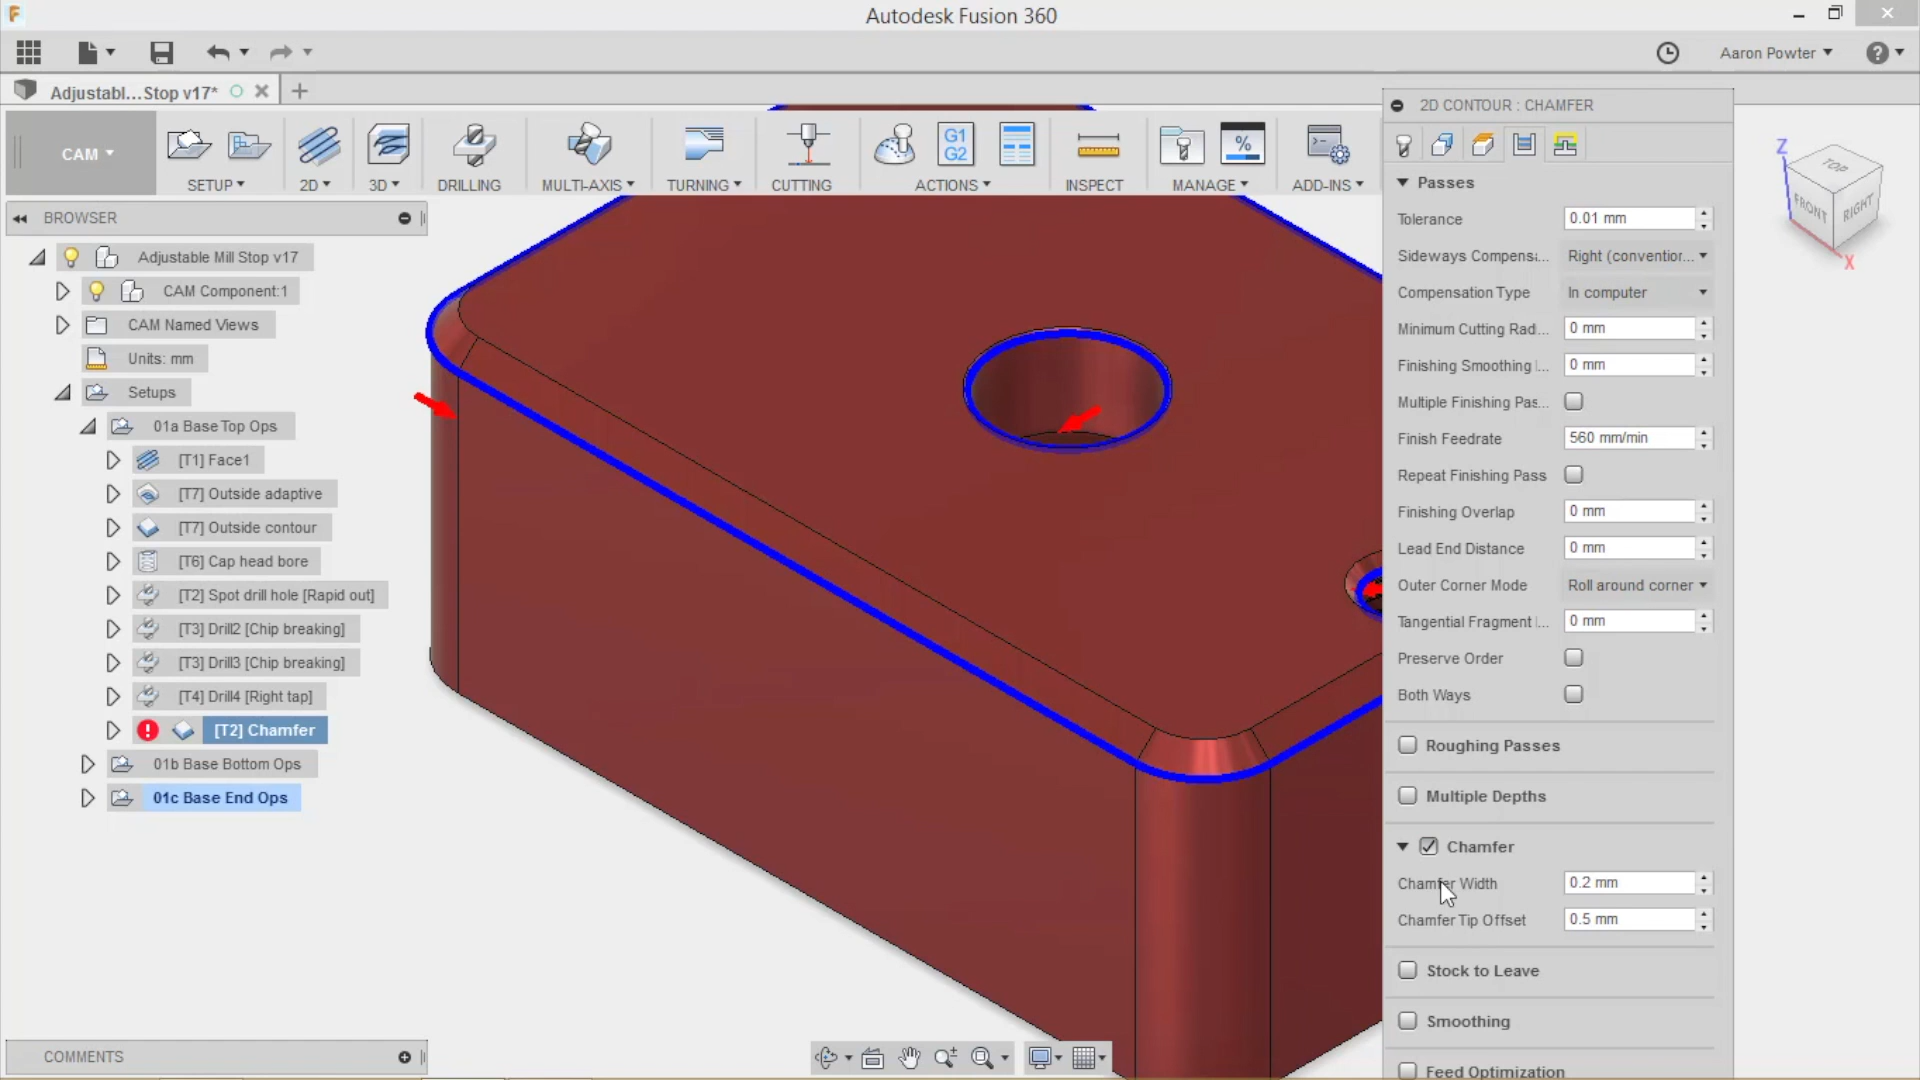 Autodesk Fusion 360
Aaron Powter
Adjustabl...Stop v17*
CAM
SETUP
2D
3D
DRILLING
MULTI-AXIS
TURNING
CUTTING
G1
G2
ACTIONS
INSPECT
%
MANAGE
ADD-INS
BROWSER
Adjustable Mill Stop v17
CAM Component:1
CAM Named Views
Units: mm
Setups
01a Base Top Ops
[T1] Face1
[T7] Outside adaptive
[T7] Outside contour
[T6] Cap head bore
[T2] Spot drill hole [Rapid out]
[T3] Drill2 [Chip breaking]
[T3] Drill3 [Chip breaking]
[T4] Drill4 [Right tap]
[T2] Chamfer
01b Base Bottom Ops
01c Base End Ops
COMMENTS
2D CONTOUR : CHAMFER
Passes
Tolerance 0.01 mm
Sideways Compensa... Right (convention...
Compensation Type In computer
Minimum Cutting Rad... 0 mm
Finishing Smoothing ... 0 mm
Multiple Finishing Pas...
Finish Feedrate 560 mm/min
Repeat Finishing Pass
Finishing Overlap 0 mm
Lead End Distance 0 mm
Outer Corner Mode Roll around corner
Tangential Fragment ... 0 mm
Preserve Order
Both Ways
Roughing Passes
Multiple Depths
Chamfer
Chamfer Width 0.2 mm
Chamfer Tip Offset 0.5 mm
Stock to Leave
Smoothing
Feed Optimization
Z
TOP
FRONT
RIGHT
X